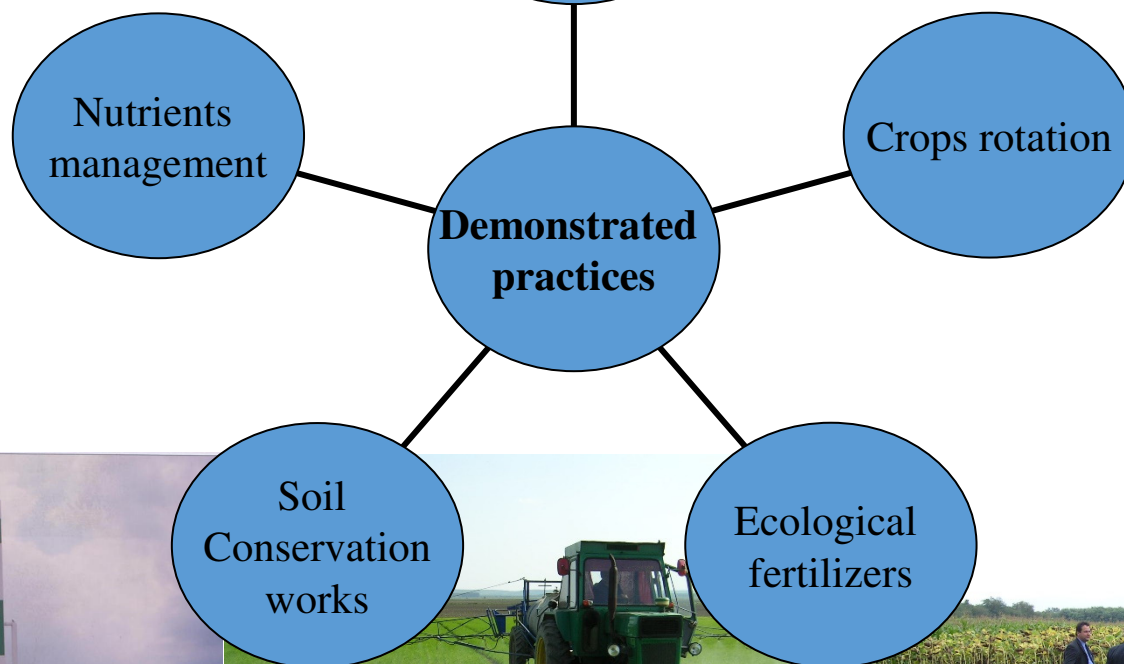 Nutrients
management
Crops rotation
Demonstrated
practices
Soil
Conservation
works
Ecological
fertilizers